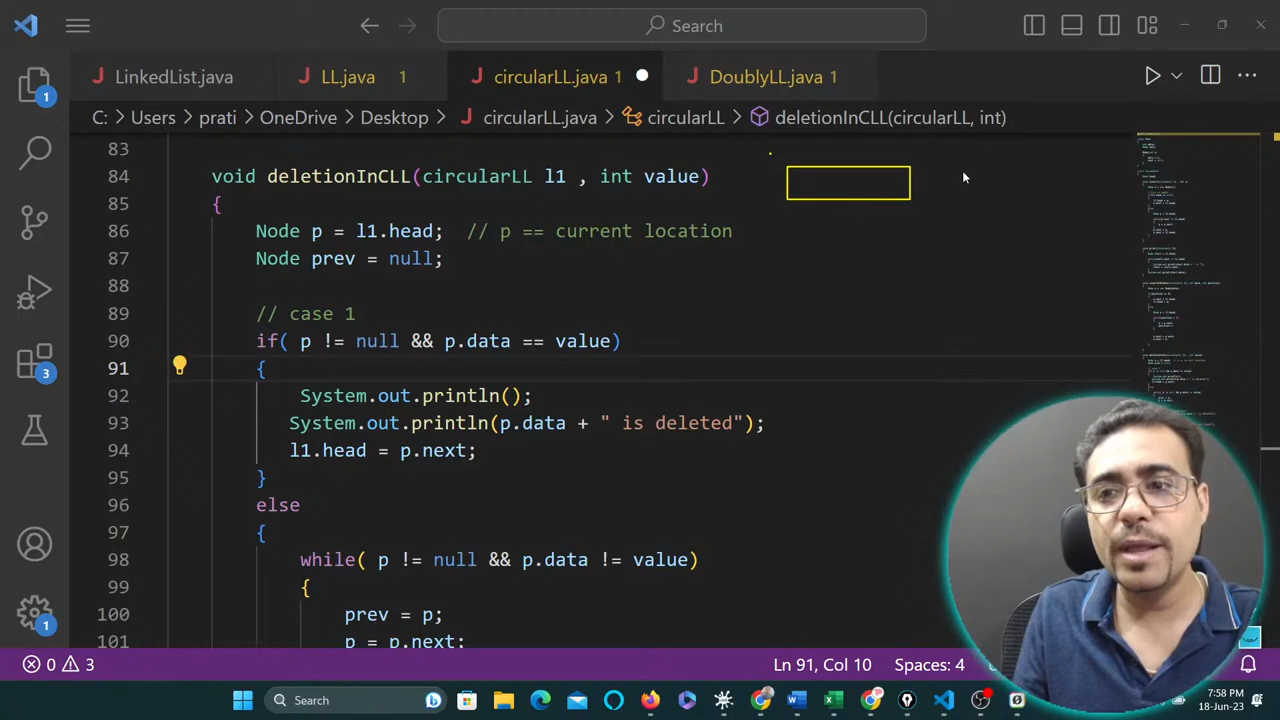 Search
LinkedList.java
LL.java 1
circularLL.java 1
DoublyLL.java 1
C: > Users > prati > OneDrive > Desktop > circularLL.java > circularLL > deletionInCLL(circularLL, int)
83
84 void deletionInCLL(circularLL l1 , int value)
85 {
86 Node p = l1.head; // p == current location
87 Node prev = null;
88
89 // case 1
90 if( p != null && p.data == value)
91 {
92 System.out.println();
93 System.out.println(p.data + " is deleted");
94 l1.head = p.next;
95 }
96 else
97 {
98 while( p != null && p.data != value)
99 {
100 prev = p;
101 p = p.next;
1
3
1
0 3
Ln 91, Col 10
Spaces: 4
Search
7:58 PM
18-Jun-23